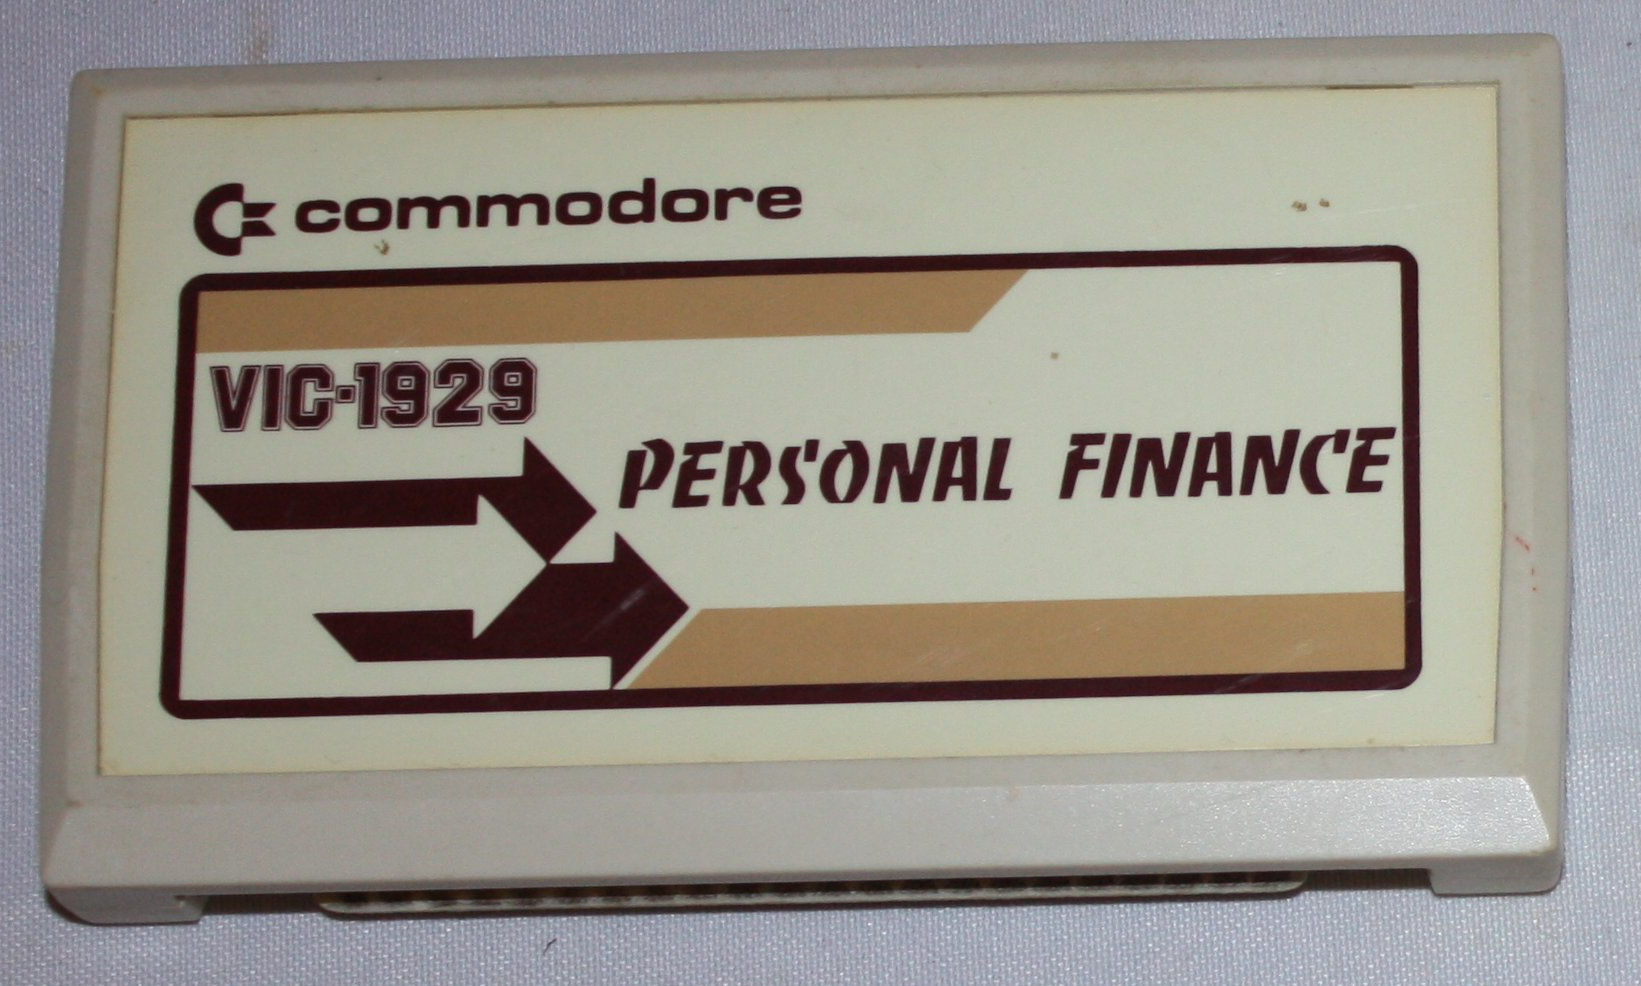 commodore
VIC-1929
PERSONAL FINANCE